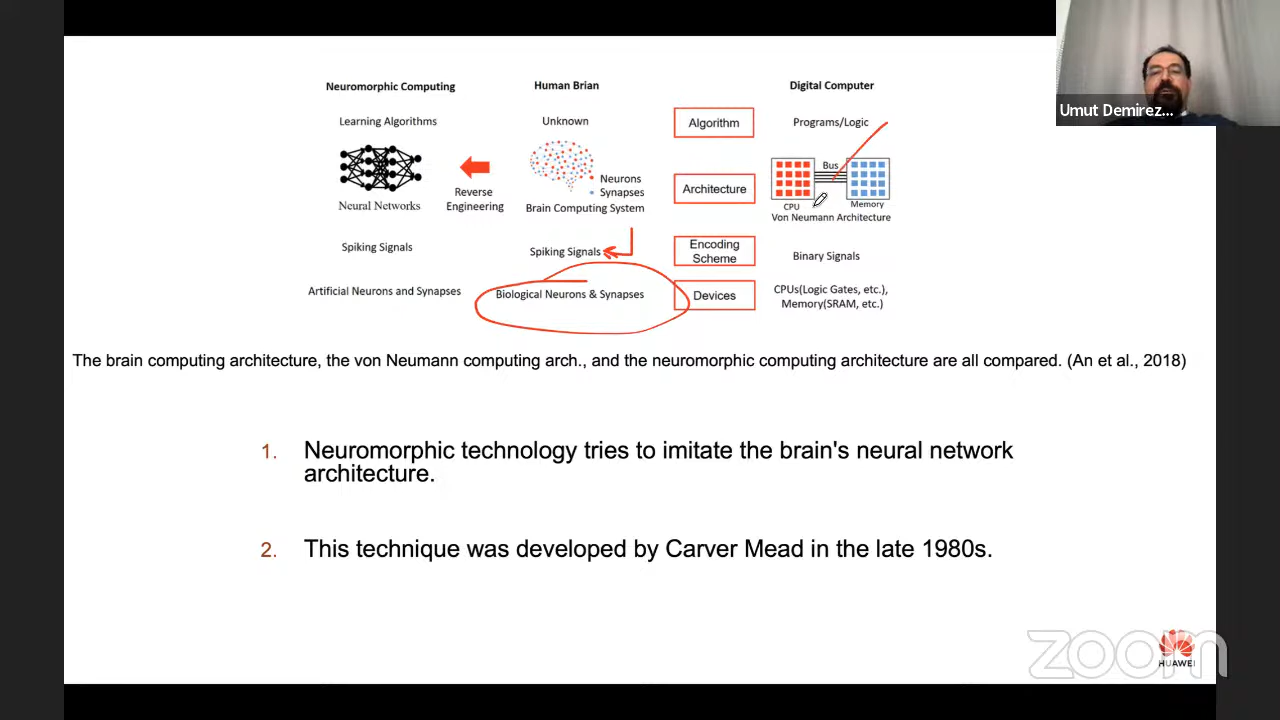 Umut Demirez...
Neuromorphic Computing
Human Brian
Digital Computer
Learning Algorithms
Unknown
Algorithm
Programs/Logic
Neurons
Synapses
Bus
Architecture
Reverse
Engineering
Neural Networks
Brain Computing System
CPU
Memory
Von Neumann Architecture
Spiking Signals
Spiking Signals
Encoding
Scheme
Binary Signals
Artificial Neurons and Synapses
Biological Neurons & Synapses
Devices
CPUs(Logic Gates, etc.),
Memory(SRAM, etc.)
The brain computing architecture, the von Neumann computing arch., and the neuromorphic computing architecture are all compared. (An et al., 2018)
1. Neuromorphic technology tries to imitate the brain's neural network
architecture.
2. This technique was developed by Carver Mead in the late 1980s.
zoom
HUAWEI